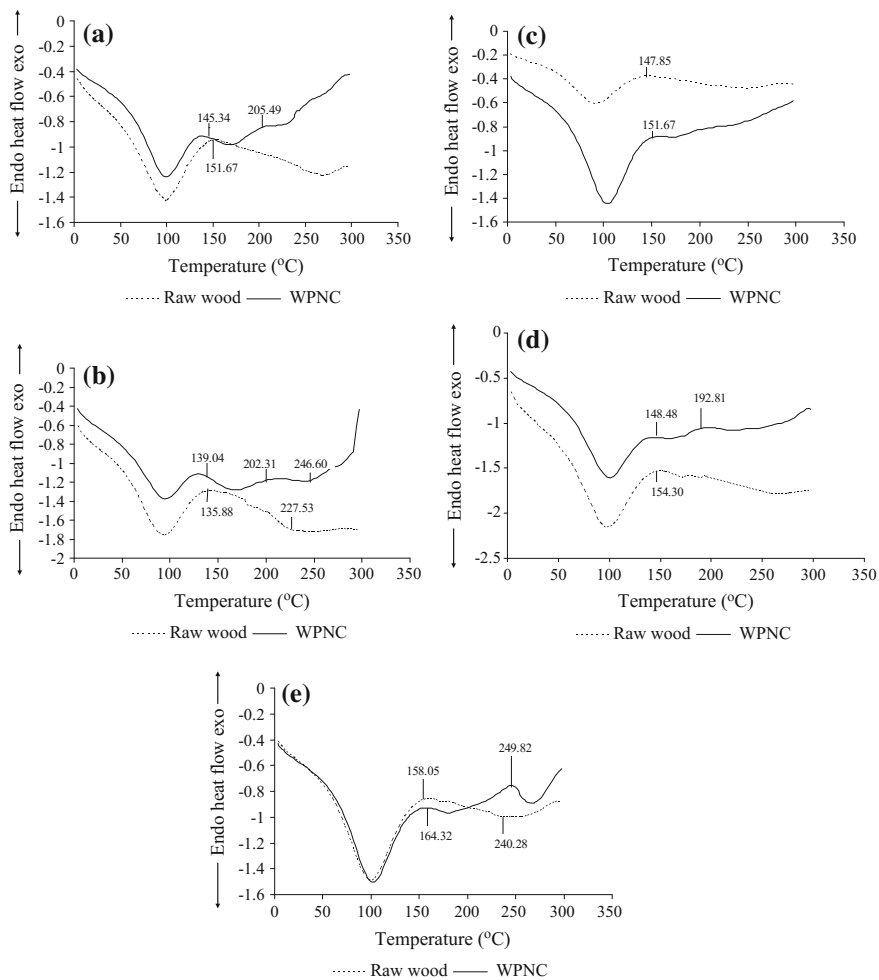 (a)
Endo heat flow exo
0
-0.2
-0.4
-0.6
-0.8
-1
-1.2
-1.4
-1.6
145.34
205.49
151.67
0 50 100 150 200 250 300 350
Temperature (°C)
Raw wood WPNC
(c)
Endo heat flow exo
0
-0.2
-0.4
-0.6
-0.8
-1
-1.2
-1.4
-1.6
147.85
151.67
0 50 100 150 200 250 300 350
Temperature (°C)
Raw wood WPNC
(b)
Endo heat flow exo
0
-0.2
-0.4
-0.6
-0.8
-1
-1.2
-1.4
-1.6
-1.8
-2
139.04 202.31 246.60
135.88 227.53
0 50 100 150 200 250 300 350
Temperature (°C)
Raw wood WPNC
(d)
Endo heat flow exo
0
-0.5
-1
-1.5
-2
-2.5
148.48 192.81
154.30
0 50 100 150 200 250 300 350
Temperature (°C)
Raw wood WPNC
(e)
Endo heat flow exo
0
-0.2
-0.4
-0.6
-0.8
-1
-1.2
-1.4
-1.6
158.05 249.82
164.32 240.28
0 50 100 150 200 250 300 350
Temperature (°C)
Raw wood WPNC